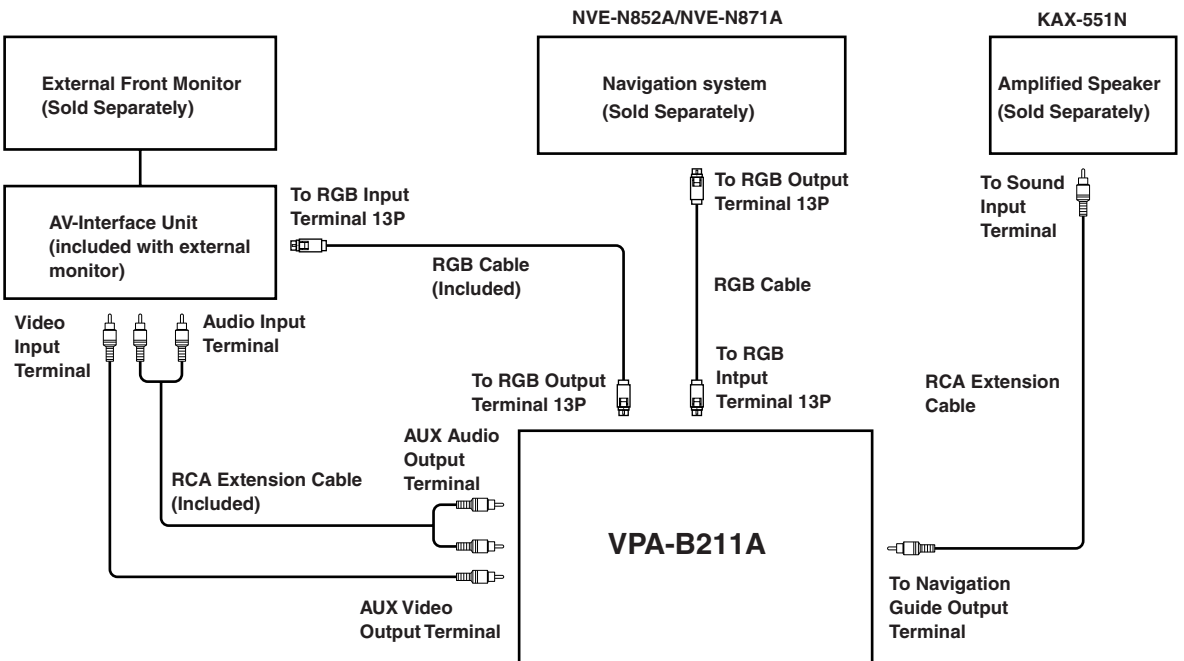 NVE-N852A/NVE-N871A
KAX-551N
External Front Monitor
(Sold Separately)
Navigation system
(Sold Separately)
Amplified Speaker
(Sold Separately)
AV-Interface Unit
(included with external
monitor)
To RGB Input
Terminal 13P
To RGB Output
Terminal 13P
To Sound
Input
Terminal
RGB Cable
(Included)
RGB Cable
Video
Input
Terminal
Audio Input
Terminal
To RGB Output
Terminal 13P
To RGB
Intput
Terminal 13P
RCA Extension
Cable
AUX Audio
Output
Terminal
RCA Extension Cable
(Included)
VPA-B211A
AUX Video
Output Terminal
To Navigation
Guide Output
Terminal